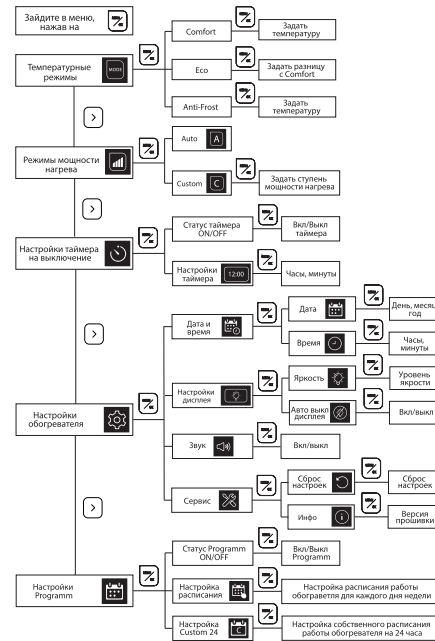 Зайдите в меню,
нажав на
Температурные
режимы
MODE
Comfort
Задать
температуру
Eco
Задать разницу
с Comfort
Anti-Frost
Задать
температуру
Режимы мощности
нагрева
Auto
A
Custom
C
Задать ступень
мощности нагрева
Настройки таймера
на выключение
Статус таймера
ON/OFF
Вкл/Выкл
таймера
Настройки
таймера
12:00
Часы, минуты
Настройки
обогревателя
Дата и
время
Дата
День, месяц
год
Время
Часы,
минуты
Настройки
дисплея
Яркость
Уровень
яркости
Авто выкл
дисплея
Вкл/выкл
Звук
Вкл/выкл
Сервис
Сброс
настроек
Сброс
настроек
Инфо
Версия
прошивки
Настройки
Programm
Статус Programm
ON/OFF
Вкл/Выкл
Programm
Настройка
расписания
Настройка расписания работы
обограветля для каждого дня недели
Настройка
Custom 24
C
Настройка собственного расписания
работы обогревателя на 24 часа